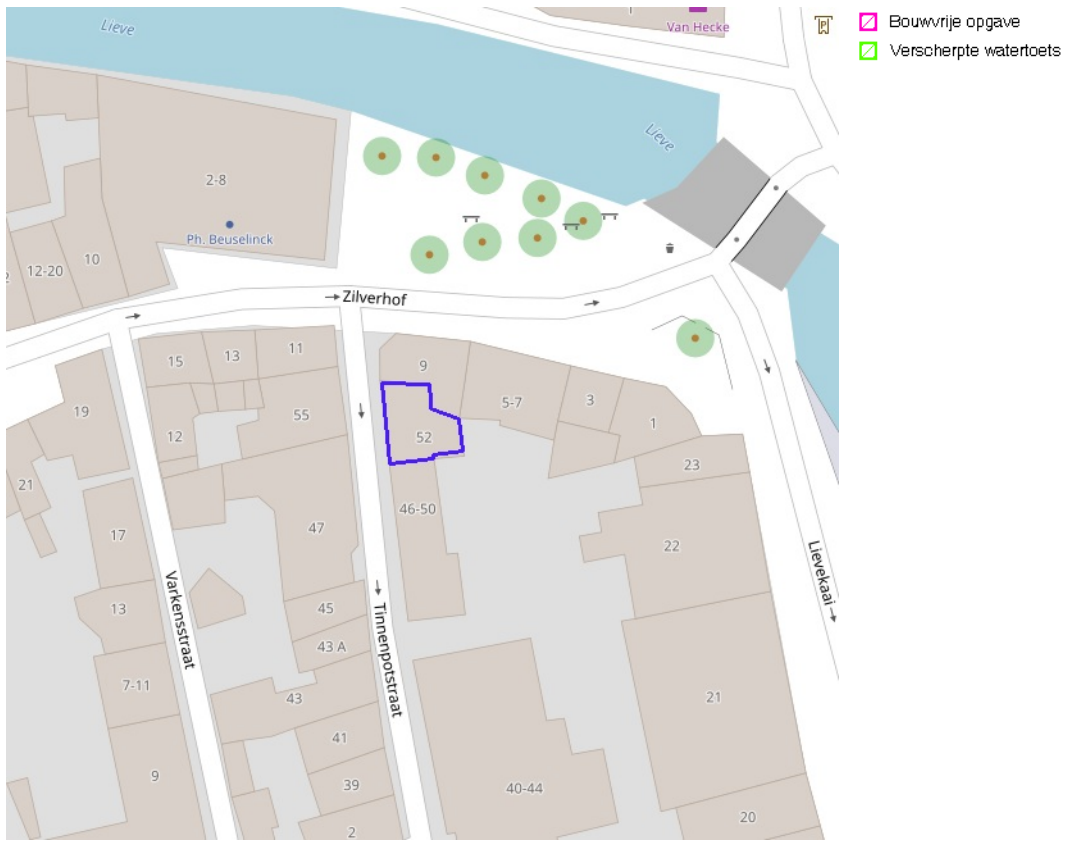 Lieve
Van Hecke
P
Bouwvrije opgave
Verscherpte watertoets
Lieve
2-8
Ph. Beuselinck
12-20
10
2
Zilverhof
15
13
11
9
19
55
5-7
3
1
12
52
23
21
46-50
17
47
22
Lievekaai
13
45
Varkensstraat
Tinnenpotstraat
43 A
7-11
43
21
41
9
39
40-44
20
2